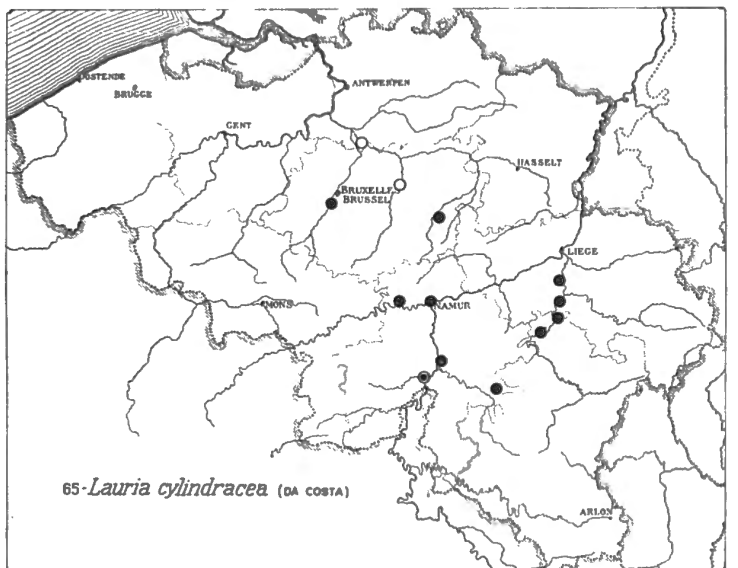 OSTENDE
BRUGGE
ANTWERPEN
GENT
HASSELT
BRUXELLES
BRUSSEL
LIEGE
MONS
NAMUR
65-Lauria cylindracea (DA COSTA)
ARLON